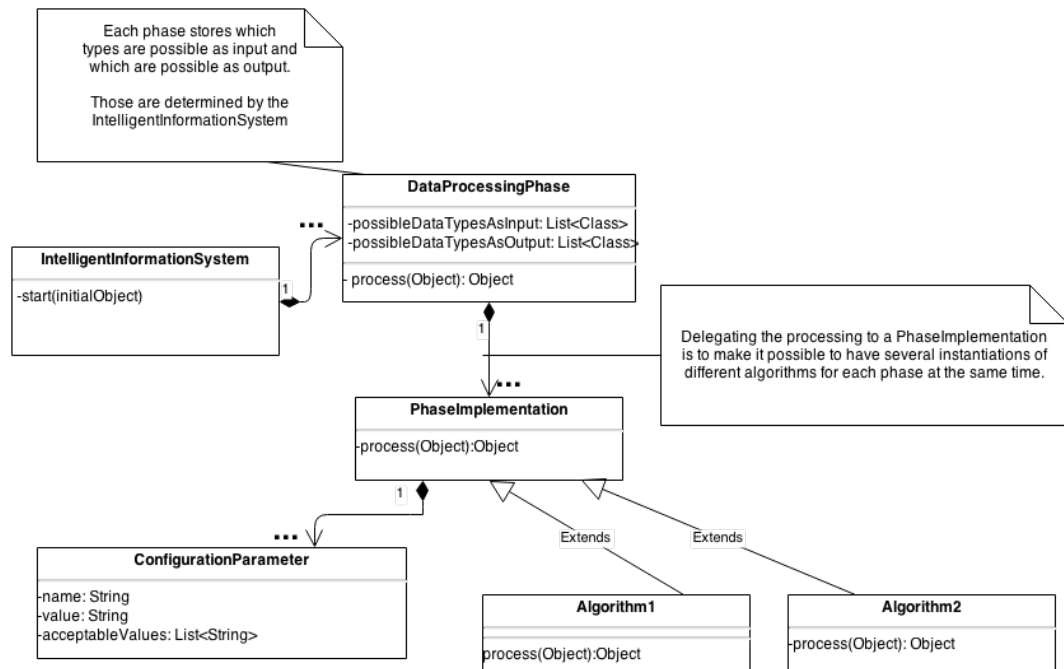 Each phase stores which
types are possible as input and
which are possible as output.
Those are determined by the
IntelligentInformationSystem
DataProcessingPhase
-possibleDataTypesAsInput: List<Class>
-possibleDataTypesAsOutput: List<Class>
- process(Object): Object
...
IntelligentInformationSystem
-start(initialObject)
1
1
Delegating the processing to a PhaseImplementation
is to make it possible to have several instantiations of
different algorithms for each phase at the same time.
...
PhaseImplementation
-process(Object):Object
1
...
Extends
Extends
ConfigurationParameter
-name: String
-value: String
-acceptableValues: List<String>
Algorithm1
process(Object):Object
Algorithm2
-process(Object): Object